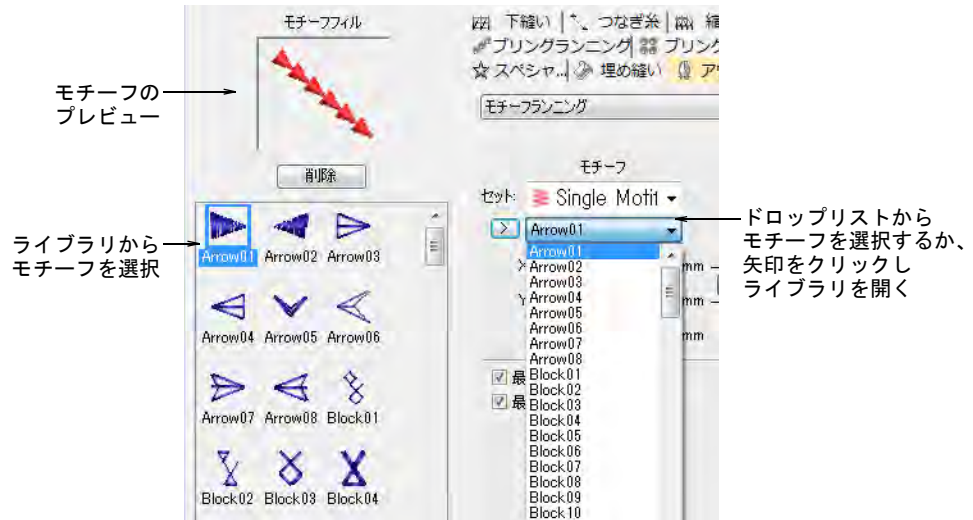 モチーフフィル
モチーフの
プレビュー
削除
ライブラリから
モチーフを選択
Arrow01 Arrow02 Arrow03
Arrow04 Arrow05 Arrow06
Arrow07 Arrow08 Block01
Block02 Block03 Block04
下縫い つなぎ糸
ブリングランニング ブリング
スペシャ... 埋め縫い ア
モチーフランニング
モチーフ
セット: Single Motif
> Arrow01
Arrow01
Arrow02
Arrow03
Arrow04
Arrow05
Arrow06
Arrow07
Arrow08
Block01
Block02
Block03
Block04
Block05
Block06
Block07
Block08
Block09
Block10
mm
mm
mm
最
最
ドロップリストから
モチーフを選択するか、
矢印をクリックし
ライブラリを開く